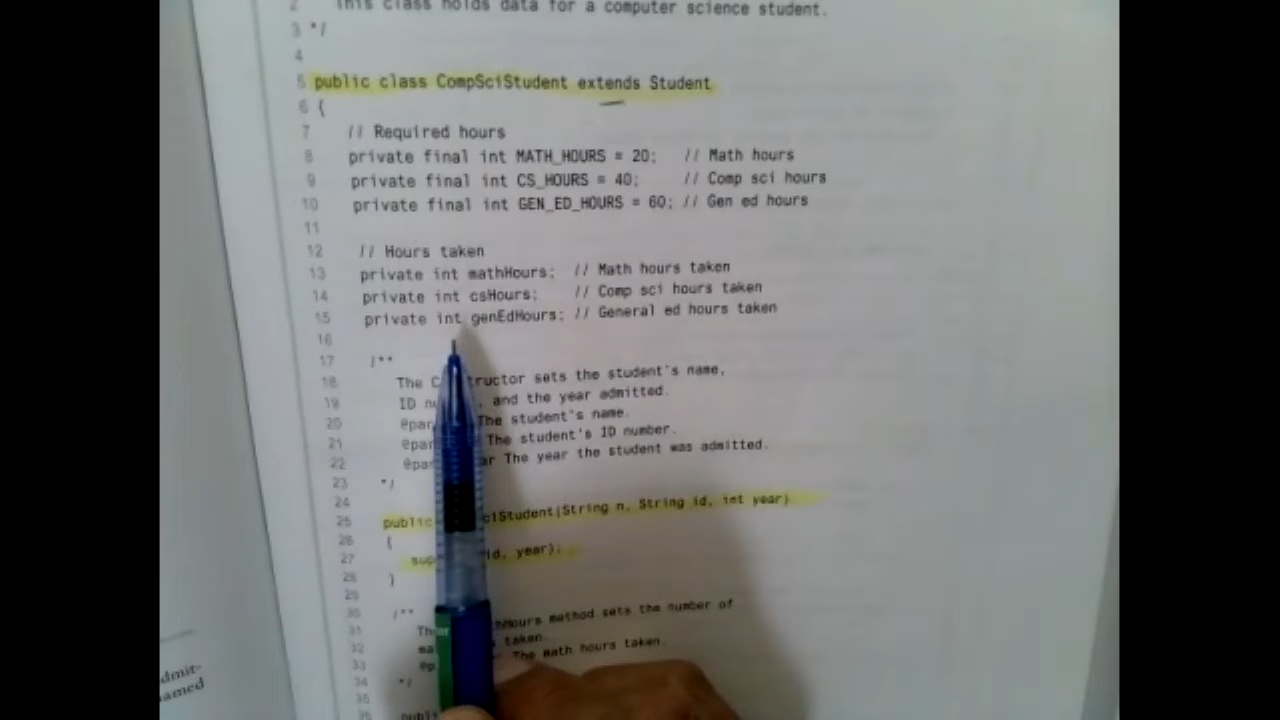 2 This class holds data for a computer science student.
3 */
4
5 public class CompSciStudent extends Student
6 {
7 // Required hours
8 private final int MATH_HOURS = 20; // Math hours
9 private final int CS_HOURS = 40; // Comp sci hours
10 private final int GEN_ED_HOURS = 60; // Gen ed hours
11
12 // Hours taken
13 private int mathHours; // Math hours taken
14 private int csHours; // Comp sci hours taken
15 private int genEdHours; // General ed hours taken
16
17 /**
18 The tructor sets the student's name,
19 ID , and the year admitted.
20 The student's name.
21 The student's ID number.
22 The year the student was admitted.
23 */
24
25 public ciStudent(String n, String id, int year)
26 {
27 id, year);
28 }
29
30 /**
31 method sets the number of
32 taken.
33 The math hours taken.
34 */
35
36
dmit-
named